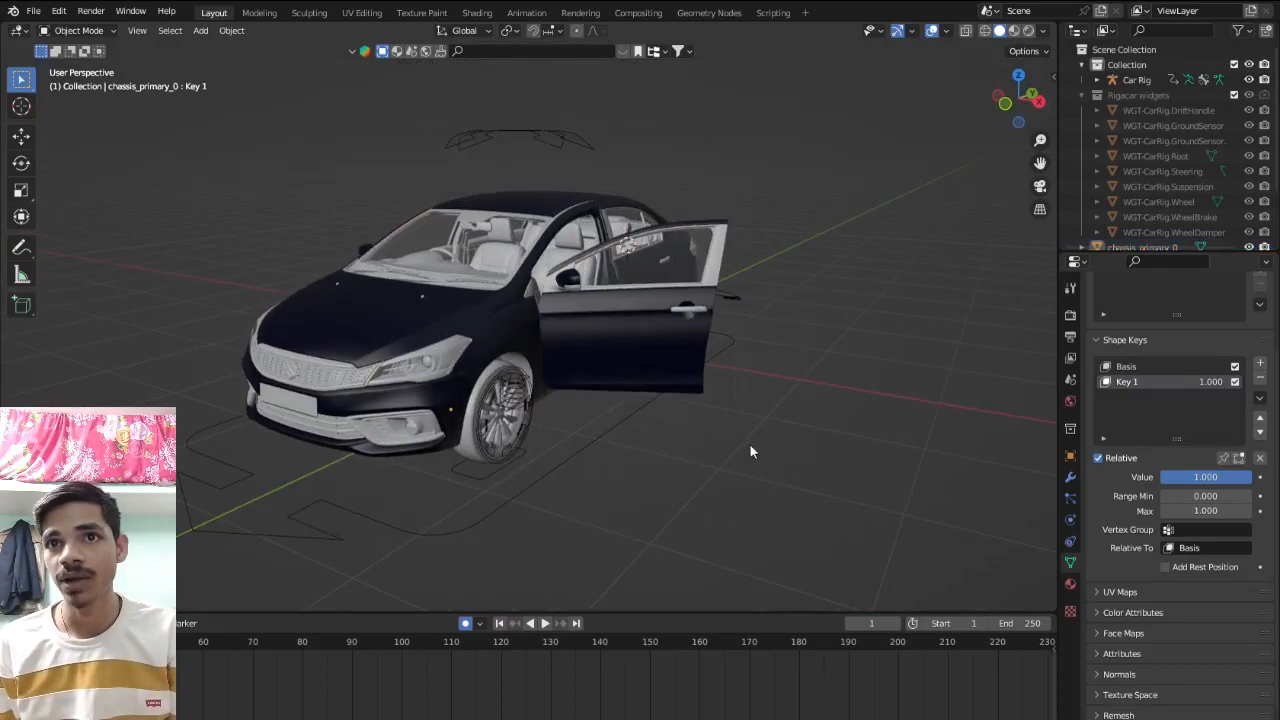 File Edit Render Window Help Layout Modeling Sculpting UV Editing Texture Paint Shading Animation Rendering Compositing Geometry Nodes Scripting + Scene ViewLayer
Object Mode View Select Add Object Global
Options
User Perspective
(1) Collection | chassis_primary_0 : Key 1
Z
Y
X
Scene Collection
Collection
Car Rig
Rigacar widgets
WGT-CarRig.DriftHandle
WGT-CarRig.GroundSensor
WGT-CarRig.GroundSensor.
WGT-CarRig.Root
WGT-CarRig.Steering
WGT-CarRig.Suspension
WGT-CarRig.Wheel
WGT-CarRig.WheelBrake
WGT-CarRig.WheelDamper
chassis_primary_0
Shape Keys
Basis
Key 1 1.000
Relative
Value 1.000
Range Min 0.000
Max 1.000
Vertex Group
Relative To Basis
Add Rest Position
UV Maps
Color Attributes
Face Maps
Attributes
Normals
Texture Space
Remesh
Marker 1 Start 1 End 250
60 70 80 90 100 110 120 130 140 150 160 170 180 190 200 210 220 230